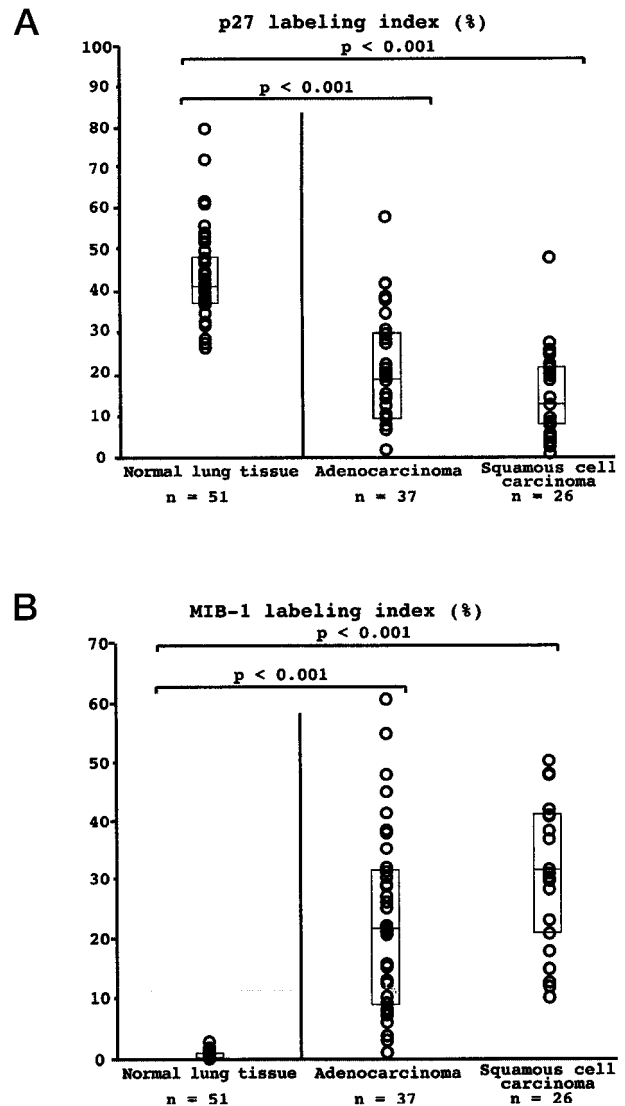 A
p27 labeling index (%)
p < 0.001
p < 0.001
100
90
80
70
60
50
40
30
20
10
0
Normal lung tissue
n = 51
Adenocarcinoma
n = 37
Squamous cell
carcinoma
n = 26
B
MIB-1 labeling index (%)
p < 0.001
p < 0.001
70
60
50
40
30
20
10
0
Normal lung tissue
n = 51
Adenocarcinoma
n = 37
Squamous cell
carcinoma
n = 26